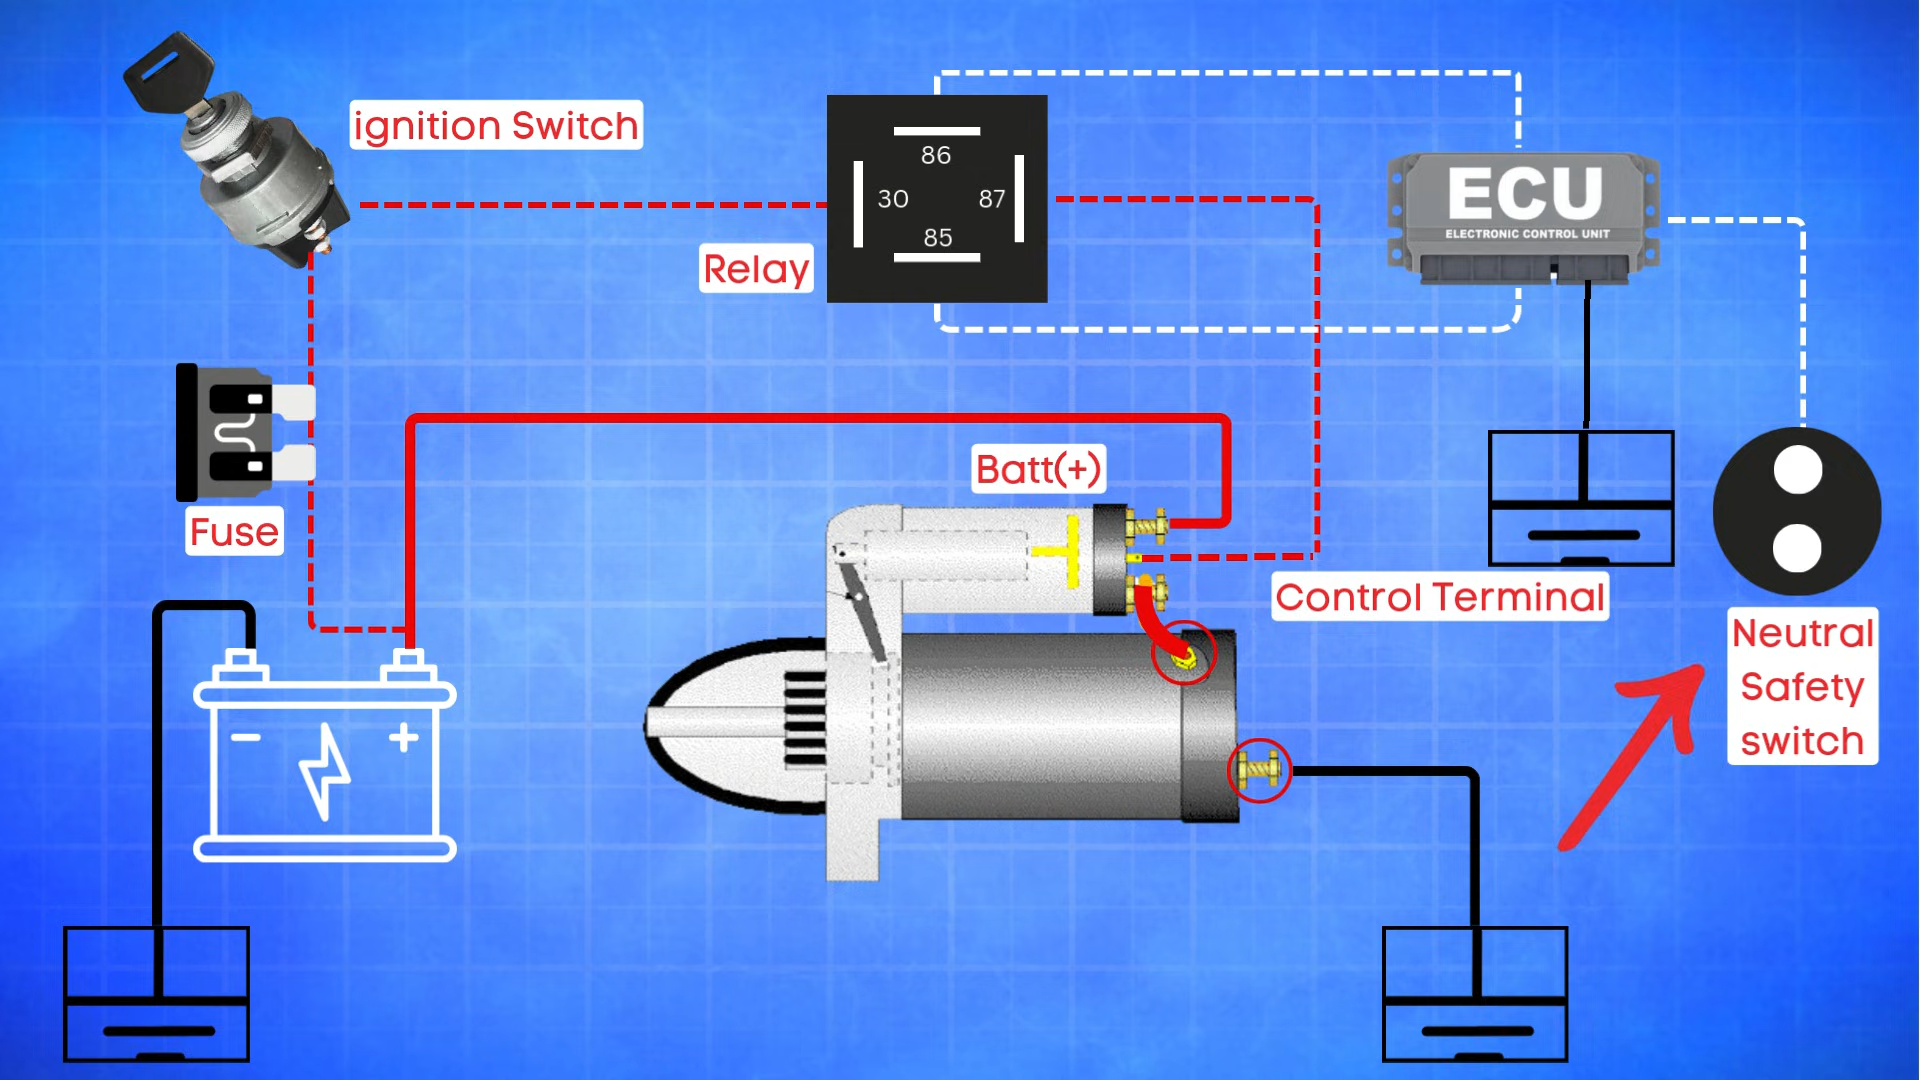 ignition Switch
86
30
87
85
Relay
ECU
ELECTRONIC CONTROL UNIT
Fuse
Batt(+)
Control Terminal
Neutral
Safety
switch
- +